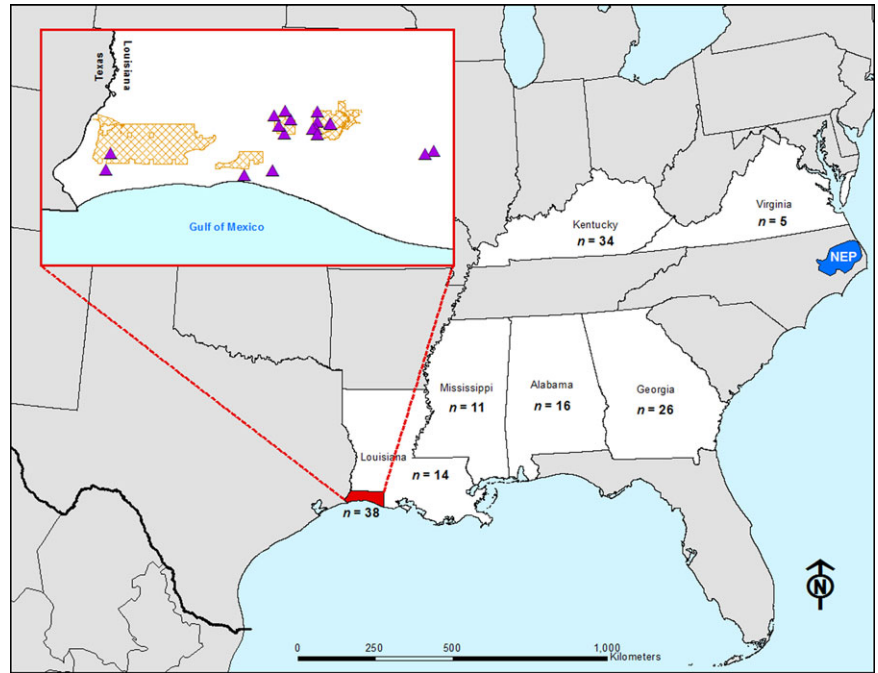 Texas
Louisiana
Gulf of Mexico
Virginia
n = 5
Kentucky
n = 34
NEP
Mississippi
n = 11
Alabama
n = 16
Georgia
n = 26
Louisiana
n = 14
n = 38
N
0 250 500 1,000
Kilometers